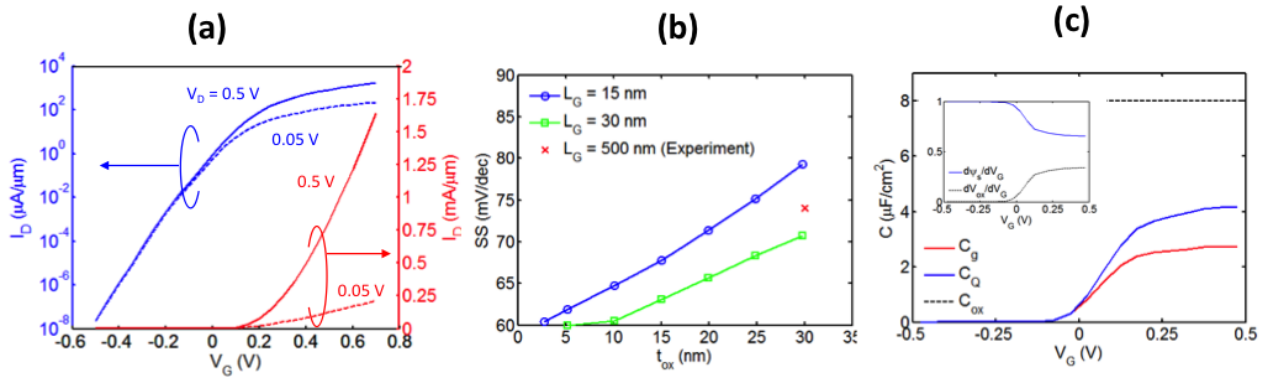 (a)
(b)
(c)
10^4
10^2
10^0
10^-2
10^-4
10^-6
10^-8
I_D (μA/μm)
V_D = 0.5 V
0.05 V
0.5 V
0.05 V
2
1.75
1.5
1.25
1
0.75
0.5
0.25
0
I_D (mA/μm)
-0.6 -0.4 -0.2 0 0.2 0.4 0.6 0.8
V_G (V)
90
85
80
75
70
65
60
SS (mV/dec)
L_G = 15 nm
L_G = 30 nm
L_G = 500 nm (Experiment)
0 5 10 15 20 25 30 35
t_ox (nm)
8
6
4
2
0
C (μF/cm^2)
1
0.5
0
dψ_s/dV_G
dV_ox/dV_G
-0.5 -0.25 0 0.25 0.5
V_G (V)
C_g
C_Q
C_ox
-0.5 -0.25 0 0.25 0.5
V_G (V)